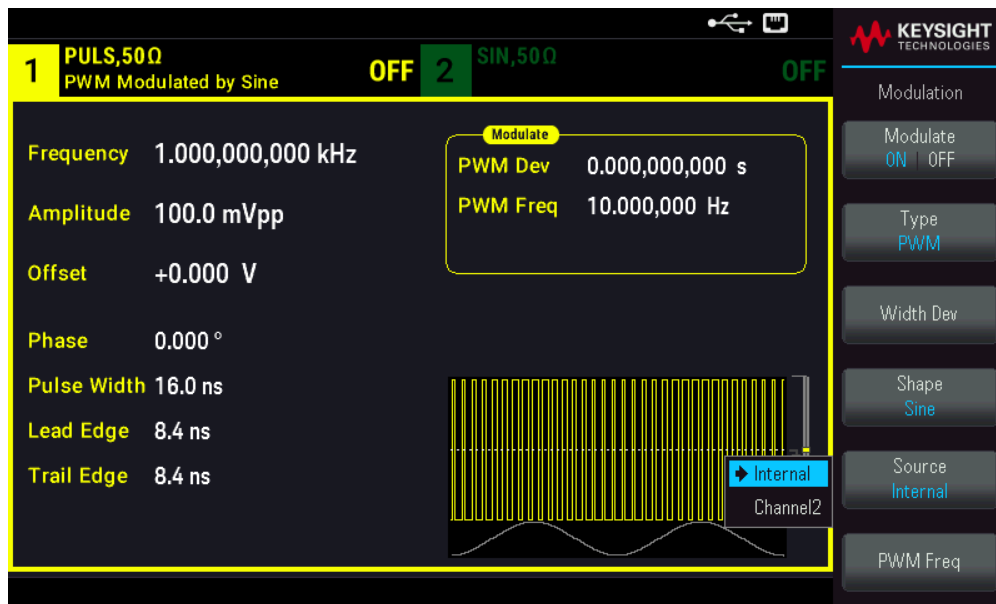 KEYSIGHT
TECHNOLOGIES
1 PULS,50Ω OFF
PWM Modulated by Sine
2 SIN,50Ω OFF
Frequency 1.000,000,000 kHz
Amplitude 100.0 mVpp
Offset +0.000 V
Phase 0.000 °
Pulse Width 16.0 ns
Lead Edge 8.4 ns
Trail Edge 8.4 ns
Modulate
PWM Dev 0.000,000,000 s
PWM Freq 10.000,000 Hz
Internal
Channel2
Modulation
Modulate
ON OFF
Type
PWM
Width Dev
Shape
Sine
Source
Internal
PWM Freq